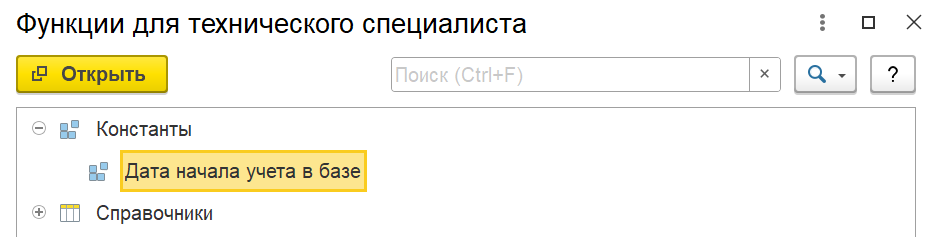 Функции для технического специалиста
Открыть
Поиск (Ctrl+F)
×
?
Константы
Дата начала учета в базе
Справочники